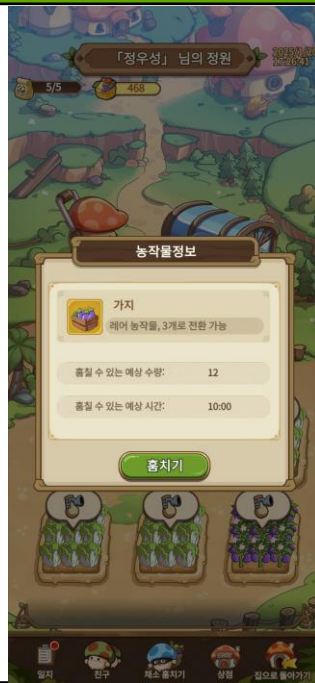 「정우성」 님의 정원
5/5
468
농작물정보
가지
레어 농작물, 3개로 전환 가능
훔칠 수 있는 예상 수량: 12
훔칠 수 있는 예상 시간: 10:00
훔치기
일지
친구
채소 훔치기
상점
집으로 돌아가기